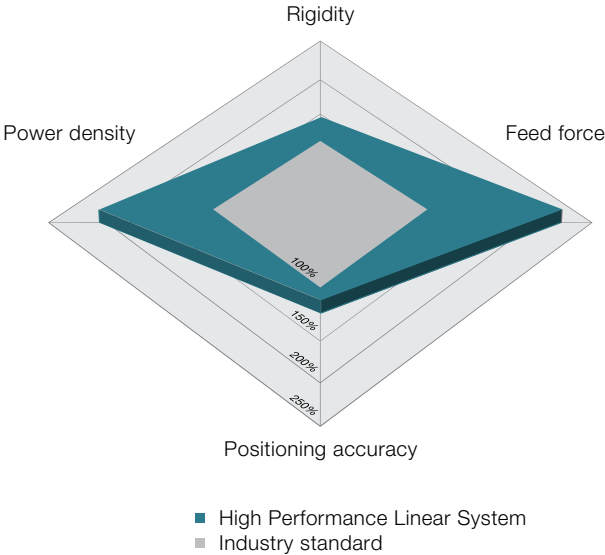 Rigidity
Power density
Feed force
100%
150%
200%
250%
Positioning accuracy
High Performance Linear System
Industry standard